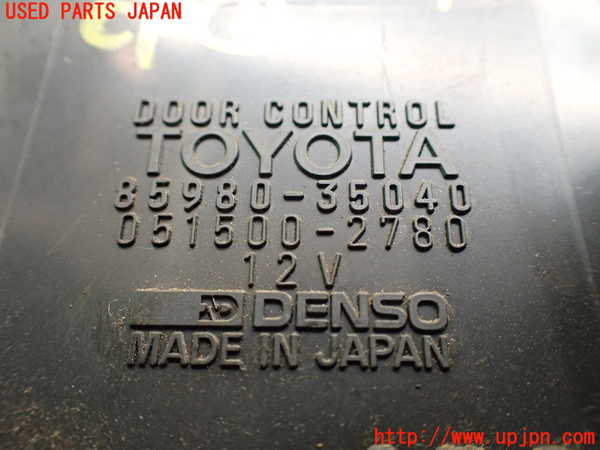 USED PARTS JAPAN
DOOR CONTROL
TOYOTA
85980-35040
051500-2780
12V
DENSO
MADE IN JAPAN
http://www.upjpn.com/